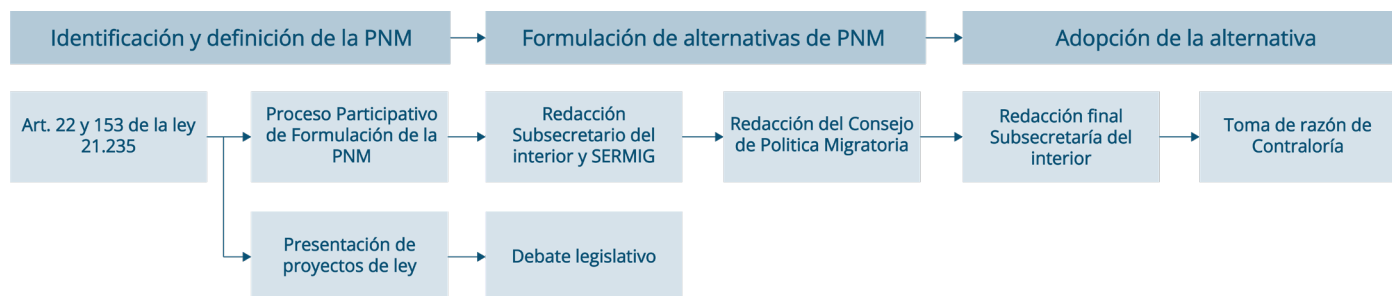 Identificación y definición de la PNM
Formulación de alternativas de PNM
Adopción de la alternativa
Art. 22 y 153 de la ley
21.235
Proceso Participativo
de Formulación de la
PNM
Redacción
Subsecretario del
interior y SERMIG
Redacción del Consejo
de Politica Migratoria
Redacción final
Subsecretaría del
interior
Toma de razón de
Contraloría
Presentación de
proyectos de ley
Debate legislativo